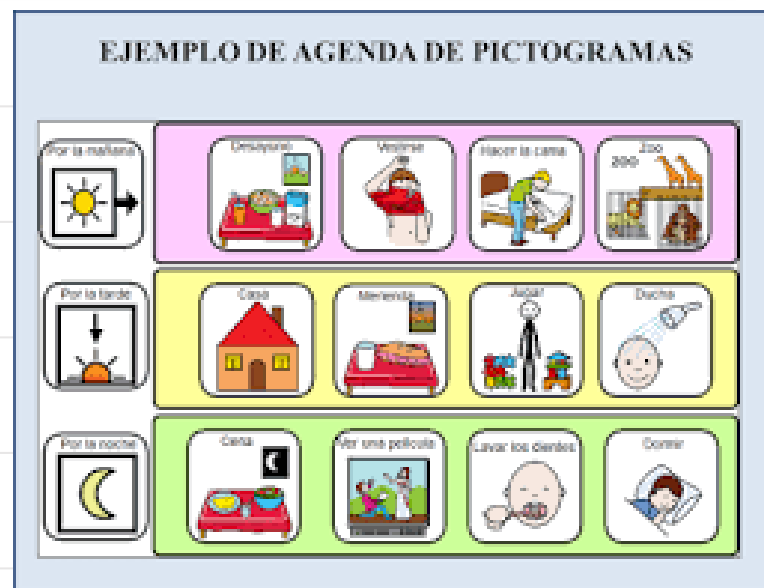 EJEMPLO DE AGENDA DE PICTOGRAMAS
Por la mañana
Desayuno
Vestirse
Hacer la cama
Zoo
ZOO
Por la tarde
Casa
Merienda
Jugar
Ducha
Por la noche
Cena
Ver una película
Lavar los dientes
Dormir